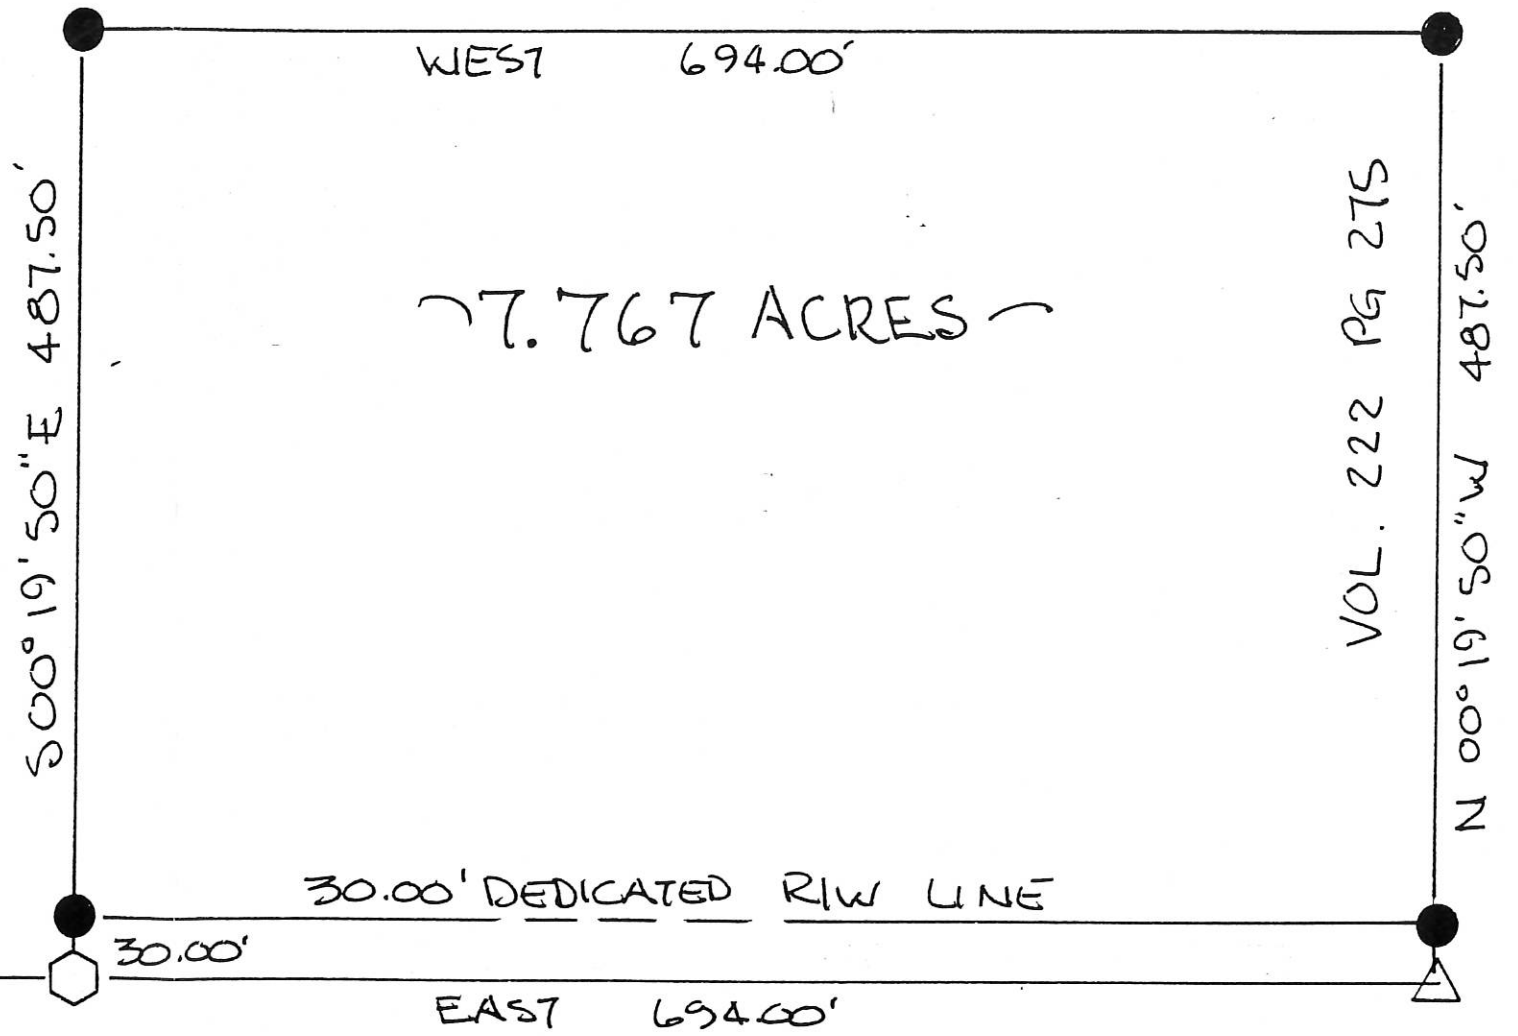 WEST 694.00'
S00°19'50"E 487.50'
7.767 ACRES
VOL. 222 PG 275
N 00°19'50"W 487.50'
30.00' DEDICATED R/W LINE
30.00'
EAST 694.00'